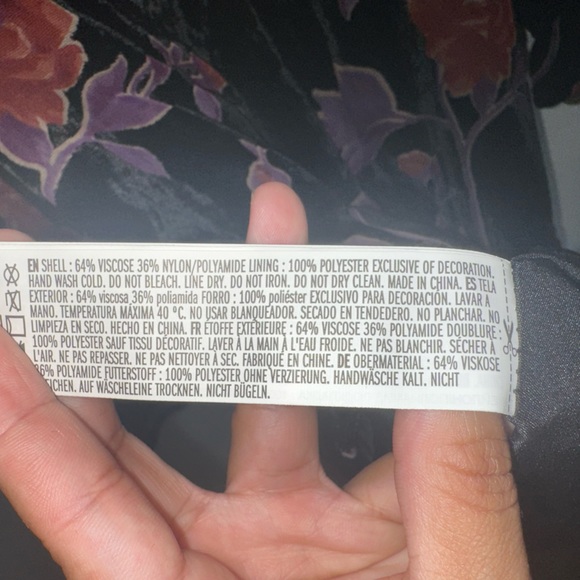 EN SHELL : 64% VISCOSE 36% NYLON/POLYAMIDE LINING : 100% POLYESTER EXCLUSIVE OF DECORATION.
HAND WASH COLD. DO NOT BLEACH. LINE DRY. DO NOT IRON. DO NOT DRY CLEAN. MADE IN CHINA. ES TELA
EXTERIOR : 64% viscosa 36% poliamida FORRO : 100% poliéster EXCLUSIVO PARA DECORACIÓN. LAVAR A
MANO. TEMPERATURA MÁXIMA 40 ºC. NO USAR BLANQUEADOR. SECADO EN TENDEDERO. NO PLANCHAR. NO
LIMPIEZA EN SECO. HECHO EN CHINA. FR ÉTOFFE EXTÉRIEURE : 64% VISCOSE 36% POLYAMIDE DOUBLURE :
100% POLYESTER SAUF TISSU DÉCORATIF. LAVER À LA MAIN À L'EAU FROIDE. NE PAS BLANCHIR. SÉCHER À
L'AIR. NE PAS REPASSER. NE PAS NETTOYER À SEC. FABRIQUÉ EN CHINE. DE OBERMATERIAL : 64% VISKOSE
36% POLYAMIDE FUTTERSTOFF : 100% POLYESTER OHNE VERZIERUNG. HANDWÄSCHE KALT. NICHT
AUF WÄSCHELEINE TROCKNEN. NICHT BÜGELN.